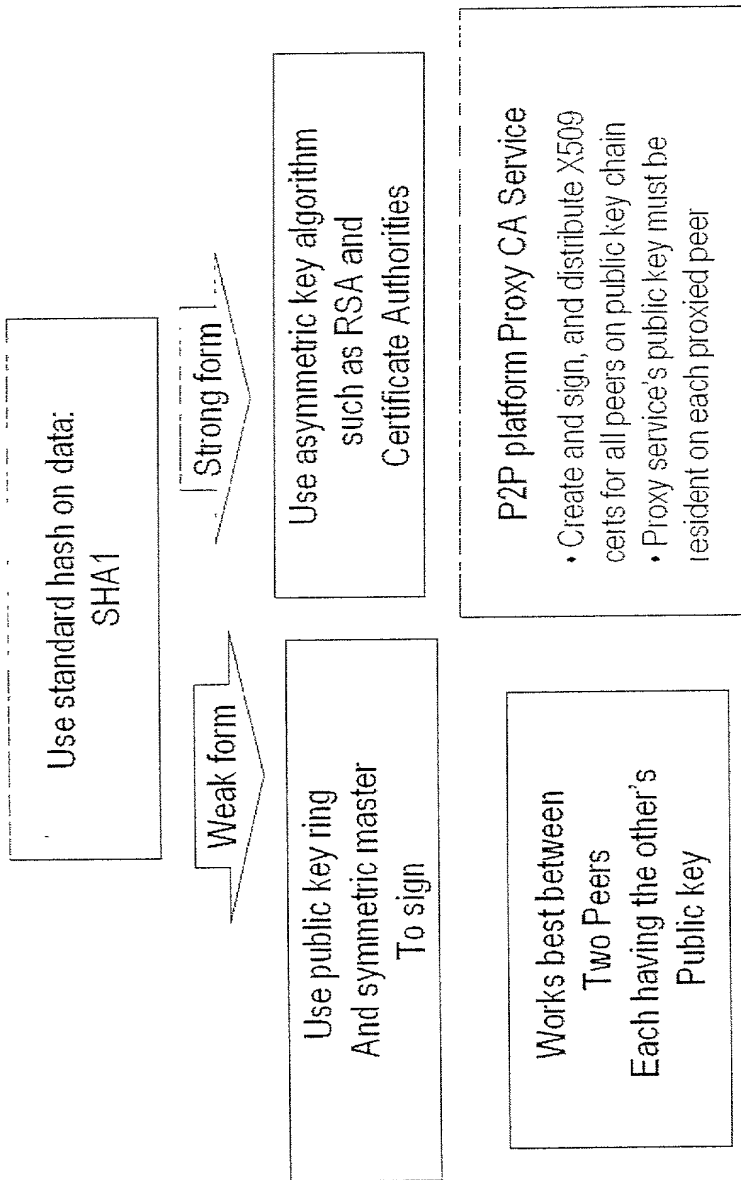 Use standard hash on data:
SHA1
Weak form
Strong form
Use public key ring
And symmetric master
To sign
Use asymmetric key algorithm
such as RSA and
Certificate Authorities
Works best between
Two Peers
Each having the other's
Public key
P2P platform Proxy CA Service
• Create and sign, and distribute X509
certs for all peers on public key chain
• Proxy service's public key must be
resident on each proxied peer